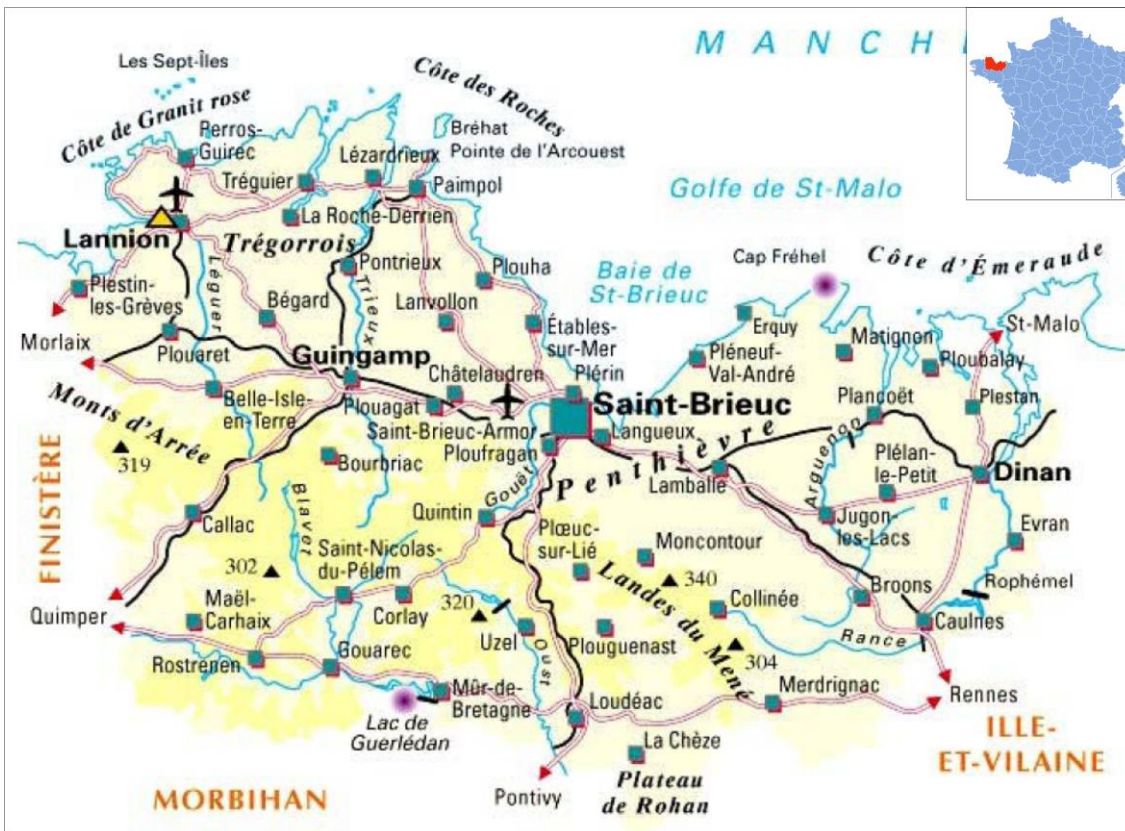 MANCHE
Les Sept-Îles
Côte de Granit rose
Côte des Roches
Bréhat
Pointe de l'Arcouest
Perros-
Guirec
Lézardrieux
Tréguier
Paimpol
Golfe de St-Malo
La Roche-Derrien
Lannion
Trégorrois
Pontrieux
Plouha
Baie de
St-Brieuc
Cap Fréhel
Côte d'Émeraude
Plestin-
les-Grèves
Léguer
Bégard
Trieux
Lanvollon
Étables-
sur-Mer
Erquy
Matignon
St-Malo
Morlaix
Plouaret
Guingamp
Châtelaudren
Plérin
Pléneuf-
Val-André
Ploubalay
Monts d'Arrée
Belle-Isle-
en-Terre
Plouagat
Saint-Brieuc
Plancoët
Plestan
Saint-Brieuc-Armor
Langueux
319
Bourbriac
Ploufragan
Penthièvre
Arguenon
Plélan-
le-Petit
Dinan
FINISTÈRE
Callac
Blavet
Quintin
Gouët
Lamballe
Jugon-
les-Lacs
Evran
Plœuc-
sur-Lié
Moncontour
302
Saint-Nicolas-
du-Pélem
340
Broons
Rophémel
Quimper
Maël-
Carhaix
Corlay
320
Uzel
Landes du Mené
Collinée
Rance
Caulnes
Rostrenen
Gouarec
Oust
Plouguenast
304
Mûr-de-
Bretagne
Loudéac
Merdrignac
Rennes
Lac de
Guerlédan
La Chèze
ILLE-
ET-VILAINE
MORBIHAN
Pontivy
Plateau
de Rohan